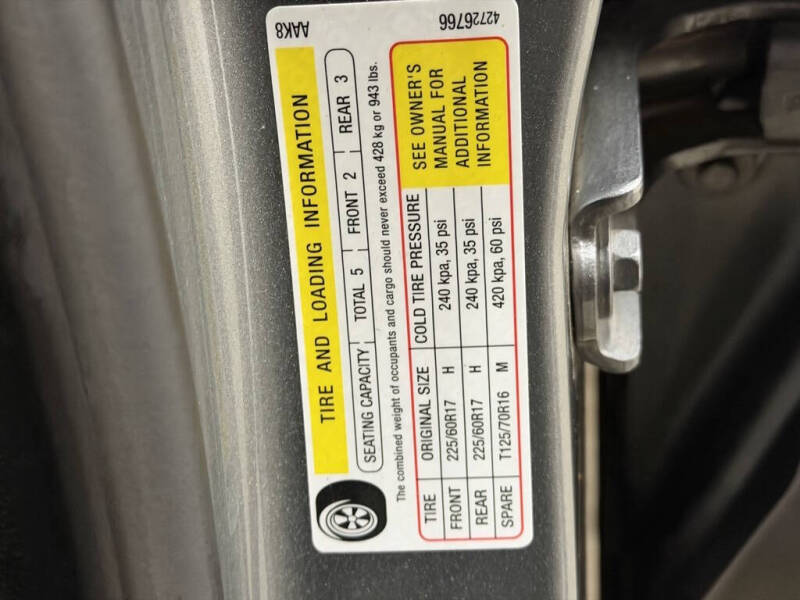 AAK8
42726766
TIRE AND LOADING INFORMATION
SEATING CAPACITY TOTAL 5 FRONT 2 REAR 3
The combined weight of occupants and cargo should never exceed 428 kg or 943 lbs.
TIRE ORIGINAL SIZE COLD TIRE PRESSURE
FRONT 225/60R17 H 240 kpa, 35 psi
REAR 225/60R17 H 240 kpa, 35 psi
SPARE T125/70R16 M 420 kpa, 60 psi
SEE OWNER'S
MANUAL FOR
ADDITIONAL
INFORMATION